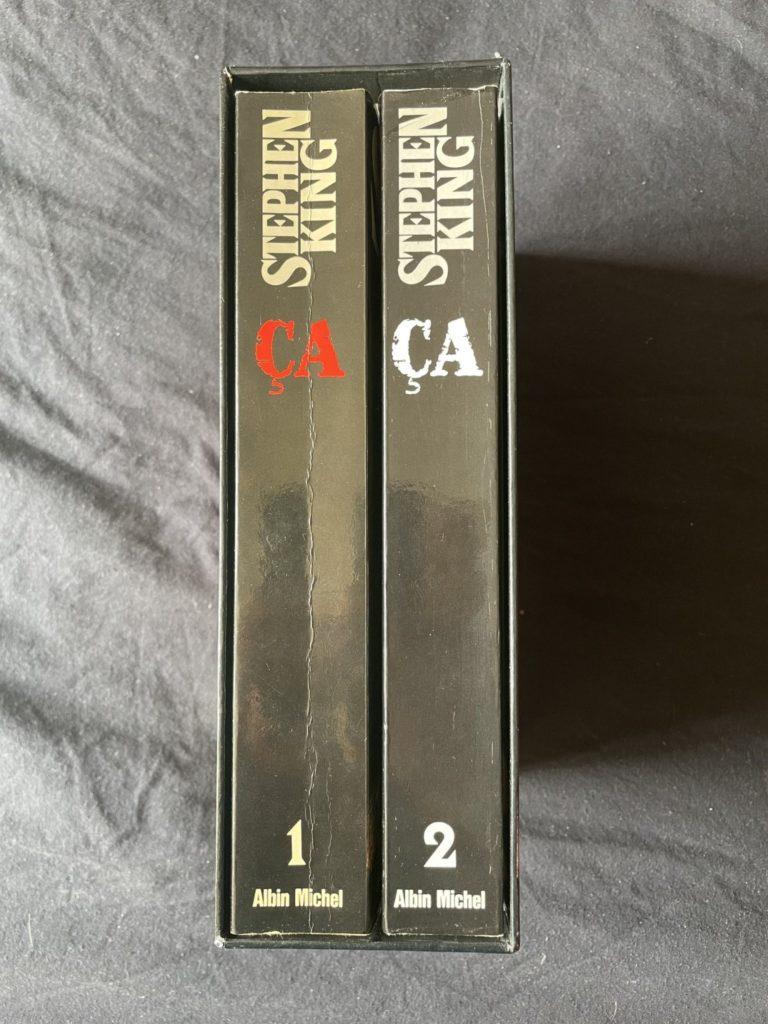 STEPHEN
KING
ÇA
1
Albin Michel
STEPHEN
KING
ÇA
2
Albin Michel